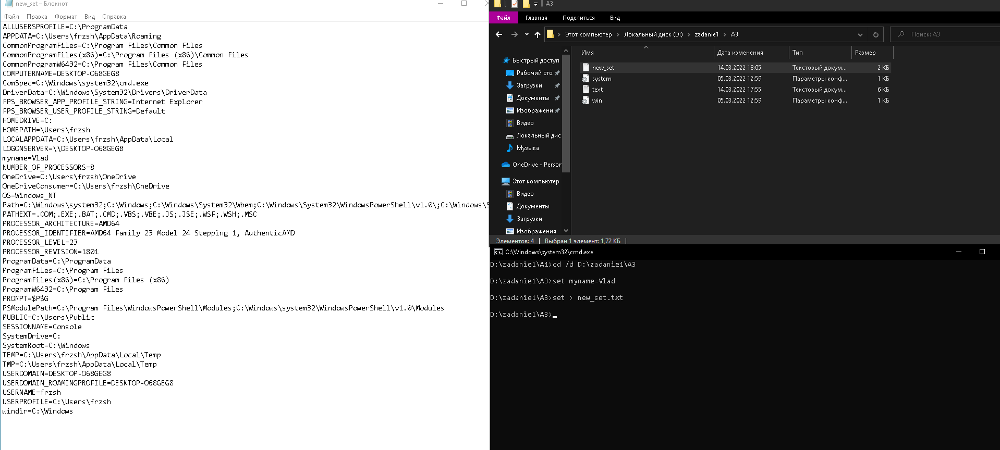 new_set – Блокнот
Файл Правка Формат Вид Справка
ALLUSERSPROFILE=C:\ProgramData
APPDATA=C:\Users\frzsh\AppData\Roaming
CommonProgramFiles=C:\Program Files\Common Files
CommonProgramFiles(x86)=C:\Program Files (x86)\Common Files
CommonProgramW6432=C:\Program Files\Common Files
COMPUTERNAME=DESKTOP-O68GEG8
ComSpec=C:\Windows\system32\cmd.exe
DriverData=C:\Windows\System32\Drivers\DriverData
FPS_BROWSER_APP_PROFILE_STRING=Internet Explorer
FPS_BROWSER_USER_PROFILE_STRING=Default
HOMEDRIVE=C:
HOMEPATH=\Users\frzsh
LOCALAPPDATA=C:\Users\frzsh\AppData\Local
LOGONSERVER=\\DESKTOP-O68GEG8
myname=Vlad
NUMBER_OF_PROCESSORS=8
OneDrive=C:\Users\frzsh\OneDrive
OneDriveConsumer=C:\Users\frzsh\OneDrive
OS=Windows_NT
Path=C:\Windows\system32;C:\Windows;C:\Windows\System32\Wbem;C:\Windows\System32\WindowsPowerShell\v1.0\;C:\Windows\S
PATHEXT=.COM;.EXE;.BAT;.CMD;.VBS;.VBE;.JS;.JSE;.WSF;.WSH;.MSC
PROCESSOR_ARCHITECTURE=AMD64
PROCESSOR_IDENTIFIER=AMD64 Family 23 Model 24 Stepping 1, AuthenticAMD
PROCESSOR_LEVEL=23
PROCESSOR_REVISION=1801
ProgramData=C:\ProgramData
ProgramFiles=C:\Program Files
ProgramFiles(x86)=C:\Program Files (x86)
ProgramW6432=C:\Program Files
PROMPT=$P$G
PSModulePath=C:\Program Files\WindowsPowerShell\Modules;C:\Windows\system32\WindowsPowerShell\v1.0\Modules
PUBLIC=C:\Users\Public
SESSIONNAME=Console
SystemDrive=C:
SystemRoot=C:\Windows
TEMP=C:\Users\frzsh\AppData\Local\Temp
TMP=C:\Users\frzsh\AppData\Local\Temp
USERDOMAIN=DESKTOP-O68GEG8
USERDOMAIN_ROAMINGPROFILE=DESKTOP-O68GEG8
USERNAME=frzsh
USERPROFILE=C:\Users\frzsh
windir=C:\Windows
A3
Файл Главная Поделиться Вид
Этот компьютер › Локальный диск (D:) › zadanie1 › A3
Поиск: A3
Быстрый доступ
Рабочий сто.
Загрузки
Документы
Изображени
Видео
Локальный дис
Музыка
OneDrive - Person
Этот компьютер
Видео
Документы
Загрузки
Изображения
Имя Дата изменения Тип Размер
new_set 14.03.2022 18:05 Текстовый докум... 2 КБ
system 05.03.2022 12:59 Параметры конф... 1 КБ
text 14.03.2022 17:55 Текстовый докум... 6 КБ
win 05.03.2022 12:59 Параметры конф... 1 КБ
Элементов: 4 | Выбран 1 элемент: 1,72 КБ |
C:\Windows\system32\cmd.exe
D:\zadanie1\A1>cd /d D:\zadanie1\A3
D:\zadanie1\A3>set myname=Vlad
D:\zadanie1\A3>set > new_set.txt
D:\zadanie1\A3>